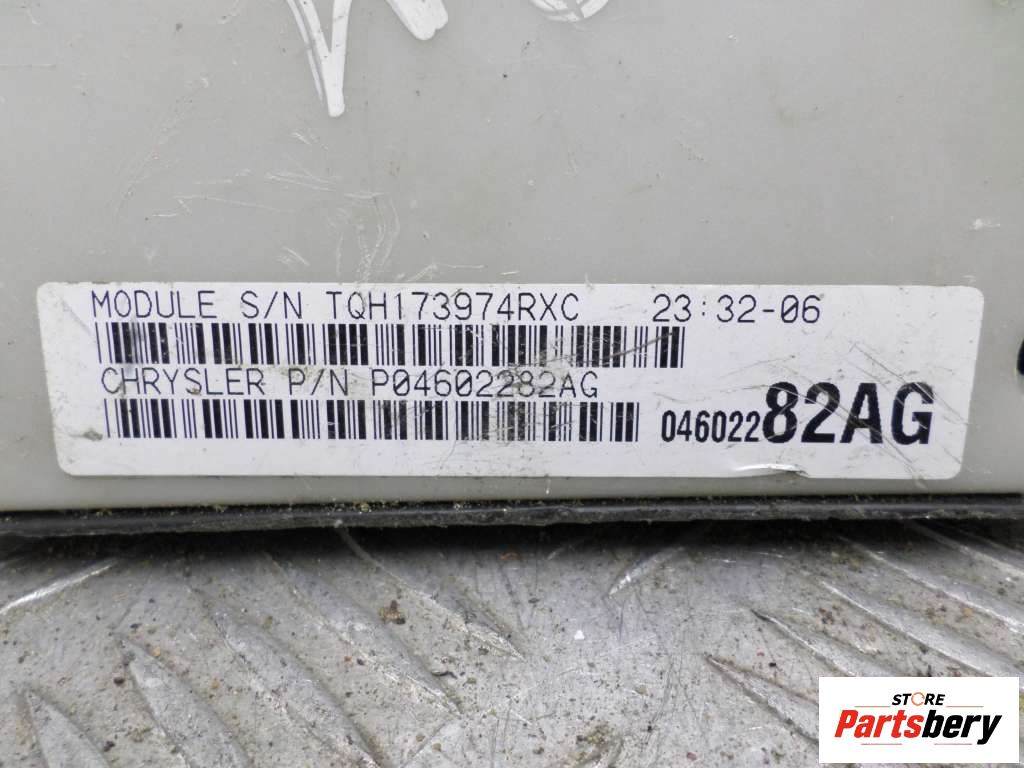 MODULE S/N TQH173974RXC 23:32-06
CHRYSLER P/N P04602282AG
04602282AG
STORE
Partsbery